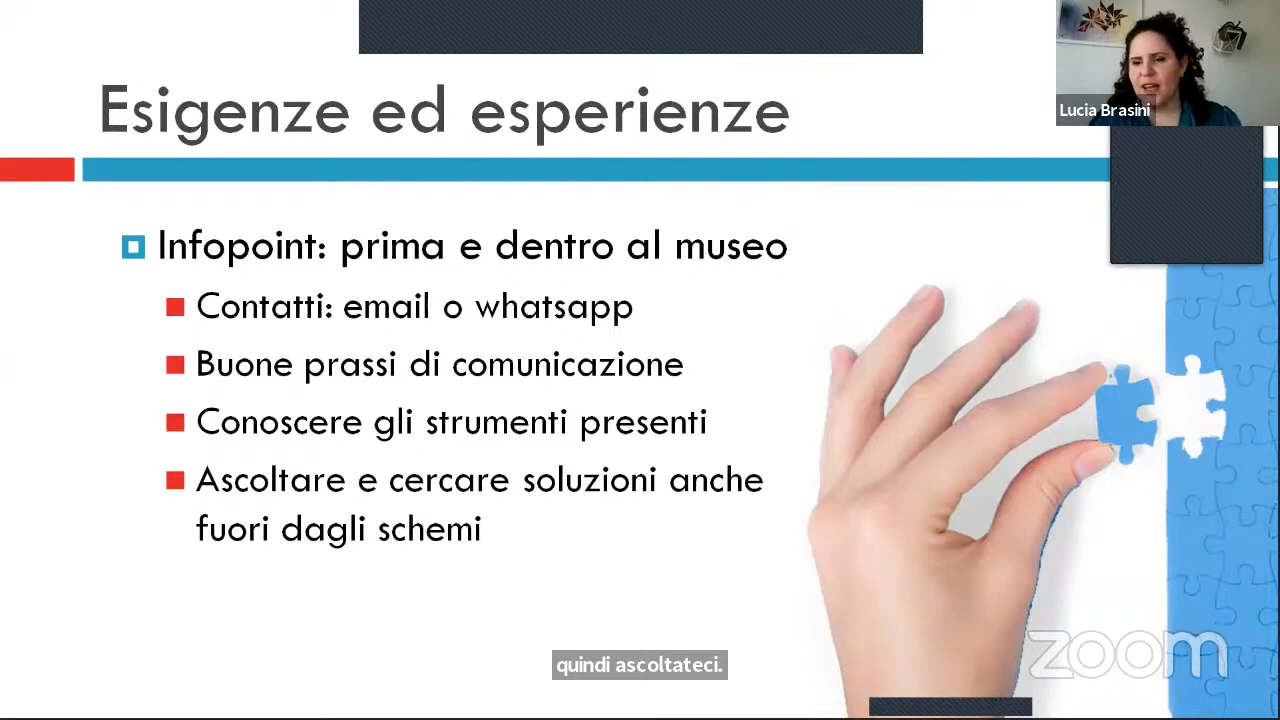 Esigenze ed esperienze
Lucia Brasini
Infopoint: prima e dentro al museo
Contatti: email o whatsapp
Buone prassi di comunicazione
Conoscere gli strumenti presenti
Ascoltare e cercare soluzioni anche
fuori dagli schemi
zoom
quindi ascoltateci.